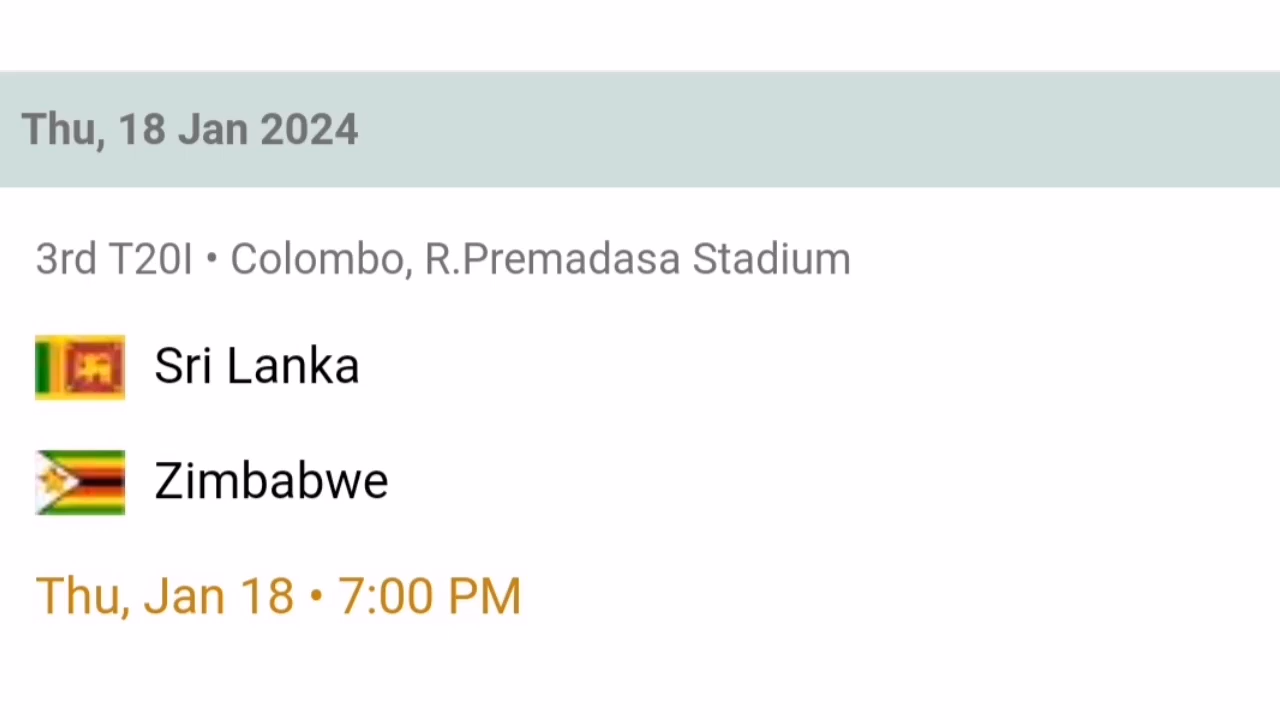 Thu, 18 Jan 2024
3rd T20I • Colombo, R.Premadasa Stadium
Sri Lanka
Zimbabwe
Thu, Jan 18 • 7:00 PM